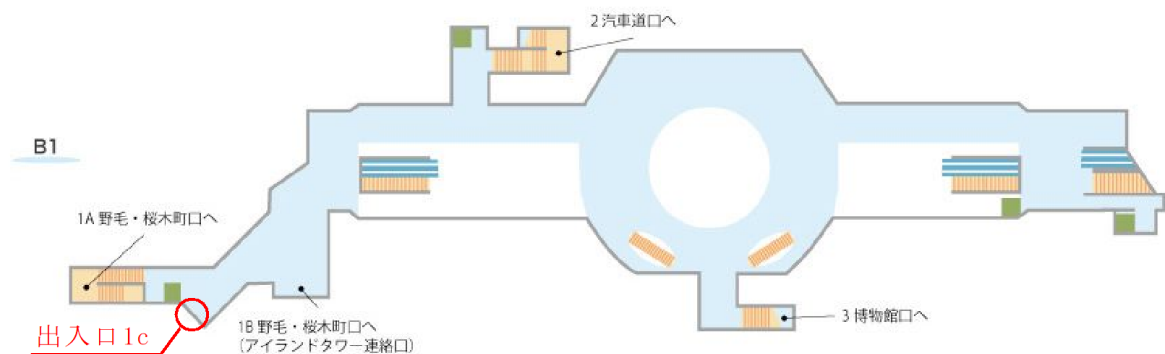 2 汽車道口へ
B1
1A 野毛・桜木町口へ
出入口1c
1B 野毛・桜木町口へ
(アイランドタワー連絡口)
3 博物館口へ